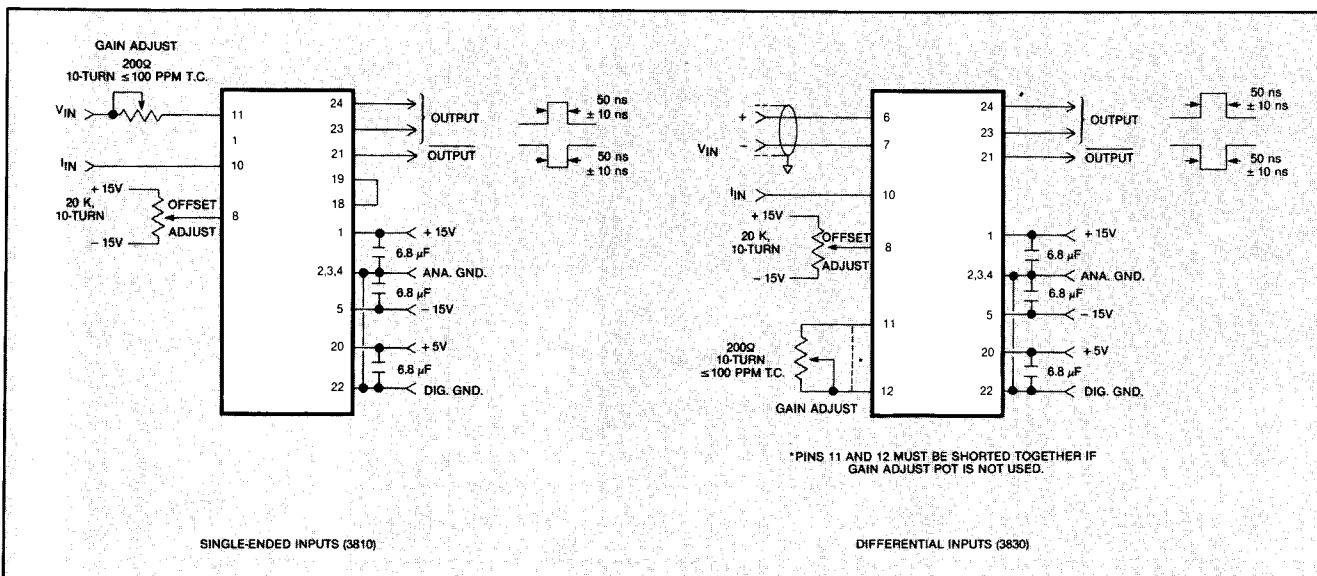 GAIN ADJUST
200Ω
10-TURN ≤100 PPM T.C.
VIN
11
1
IIN
10
+ 15V
20 K,
10-TURN
OFFSET
8
ADJUST
− 15V
24
OUTPUT
23
21
OUTPUT
19
18
1
+ 15V
6.8 µF
2,3,4
ANA. GND.
6.8 µF
5
− 15V
20
+ 5V
6.8 µF
22
DIG. GND.
50 ns
± 10 ns
50 ns
± 10 ns
SINGLE-ENDED INPUTS (3810)
+
6
VIN
−
7
IIN
10
+ 15V
20 K,
10-TURN
OFFSET
8
ADJUST
− 15V
11
200Ω
10-TURN
≤100 PPM T.C.
*
12
GAIN ADJUST
24
OUTPUT
23
21
OUTPUT
1
+ 15V
6.8 µF
2,3,4
ANA. GND.
6.8 µF
5
− 15V
20
+ 5V
6.8 µF
22
DIG. GND.
50 ns
± 10 ns
50 ns
± 10 ns
*PINS 11 AND 12 MUST BE SHORTED TOGETHER IF
GAIN ADJUST POT IS NOT USED.
DIFFERENTIAL INPUTS (3830)